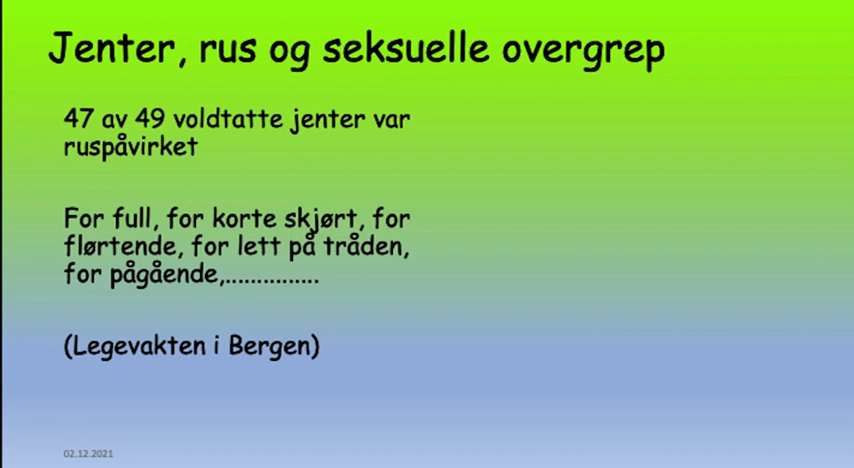 Jenter, rus og seksuelle overgrep
47 av 49 voldtatte jenter var
ruspåvirket
For full, for korte skjørt, for
flørtende, for lett på tråden,
for pågående,...............
(Legevakten i Bergen)
02.12.2021